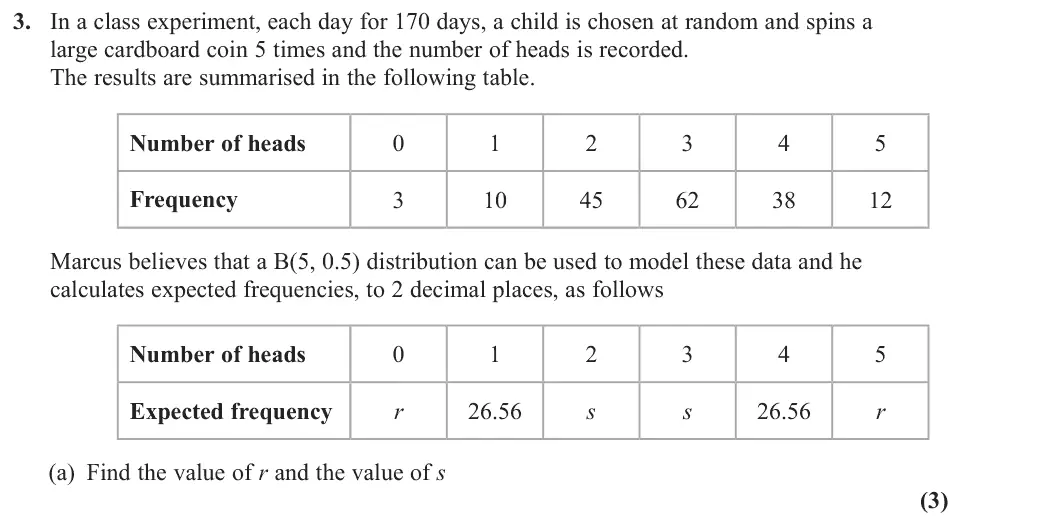 3. In a class experiment, each day for 170 days, a child is chosen at random and spins a
large cardboard coin 5 times and the number of heads is recorded.
The results are summarised in the following table.
Number of heads 0 1 2 3 4 5
Frequency 3 10 45 62 38 12
Marcus believes that a B(5, 0.5) distribution can be used to model these data and he
calculates expected frequencies, to 2 decimal places, as follows
Number of heads 0 1 2 3 4 5
Expected frequency r 26.56 s s 26.56 r
(a) Find the value of r and the value of s
(3)